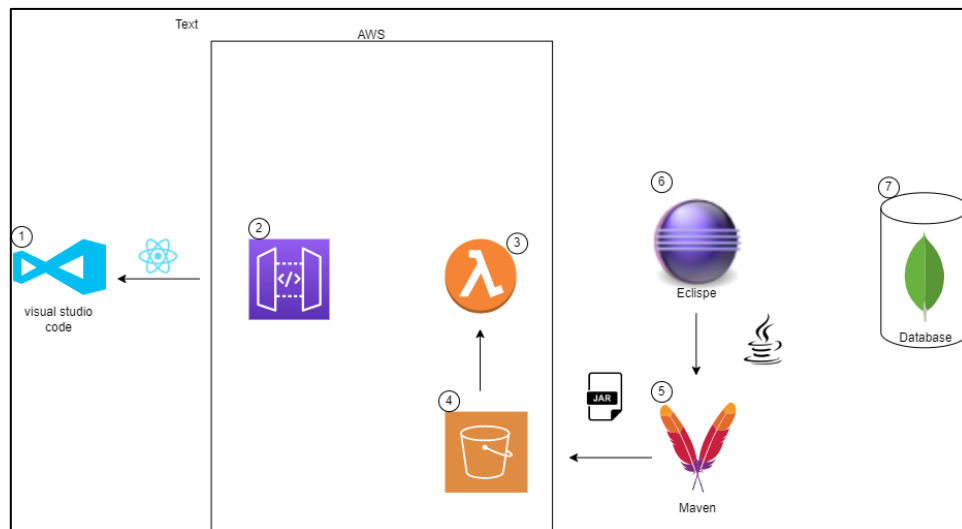 Text
AWS
6
7
1
2
3
visual studio
code
</>
Eclispe
Database
4
JAR
5
Maven